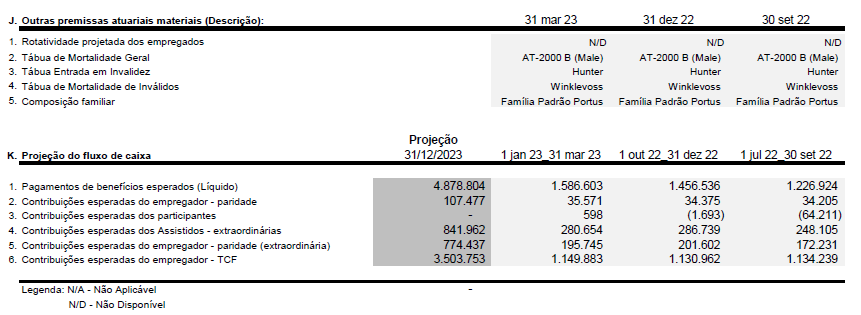 J. Outras premissas atuariais materiais (Descrição): 31 mar 23 31 dez 22 30 set 22
1. Rotatividade projetada dos empregados N/D N/D N/D
2. Tábua de Mortalidade Geral AT-2000 B (Male) AT-2000 B (Male) AT-2000 B (Male)
3. Tábua Entrada em Invalidez Hunter Hunter Hunter
4. Tábua de Mortalidade de Inválidos Winklevoss Winklevoss Winklevoss
5. Composição familiar Família Padrão Portus Família Padrão Portus Família Padrão Portus
Projeção
K. Projeção do fluxo de caixa 31/12/2023 1 jan 23_31 mar 23 1 out 22_31 dez 22 1 jul 22_30 set 22
1. Pagamentos de benefícios esperados (Líquido) 4.878.804 1.586.603 1.456.536 1.226.924
2. Contribuições esperadas do empregador - paridade 107.477 35.571 34.375 34.205
3. Contribuições esperadas dos participantes - 598 (1.693) (64.211)
4. Contribuições esperadas dos Assistidos - extraordinárias 841.962 280.654 286.739 248.105
5. Contribuições esperadas do empregador - paridade (extraordinária) 774.437 195.745 201.602 172.231
6. Contribuições esperadas do empregador - TCF 3.503.753 1.149.883 1.130.962 1.134.239
Legenda: N/A - Não Aplicável -
N/D - Não Disponível